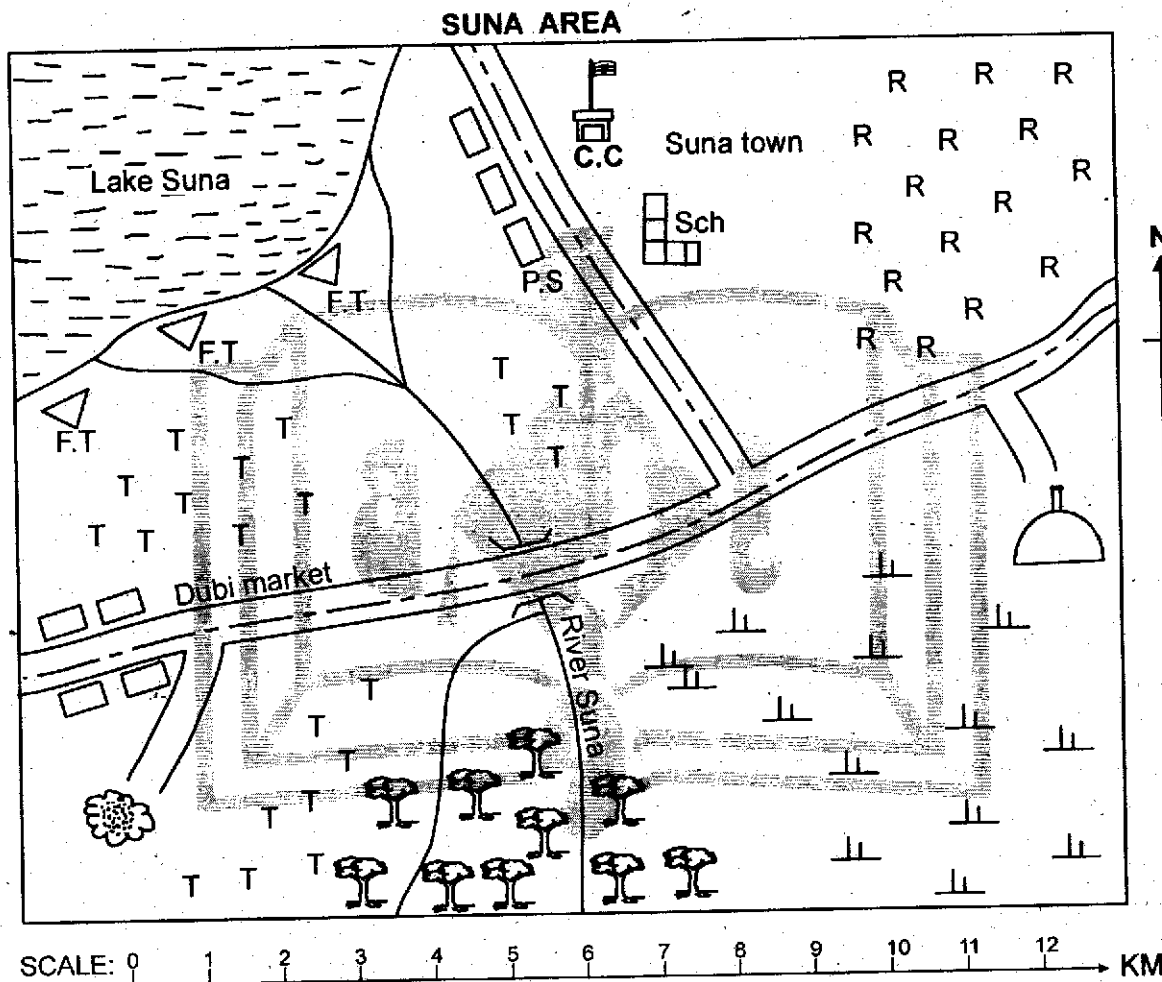 SUNA AREA
Lake Suna
C.C
Suna town
Sch
P.S
F.T
F.T
F.T
R R R
R R R
R R R
R R R
R R
R R
T T
T T
T T T
T T T T
T T T
Dubi market
River Suna
T
T
T
T T
T T T
N
SCALE: 0 1 2 3 4 5 6 7 8 9 10 11 12 KM